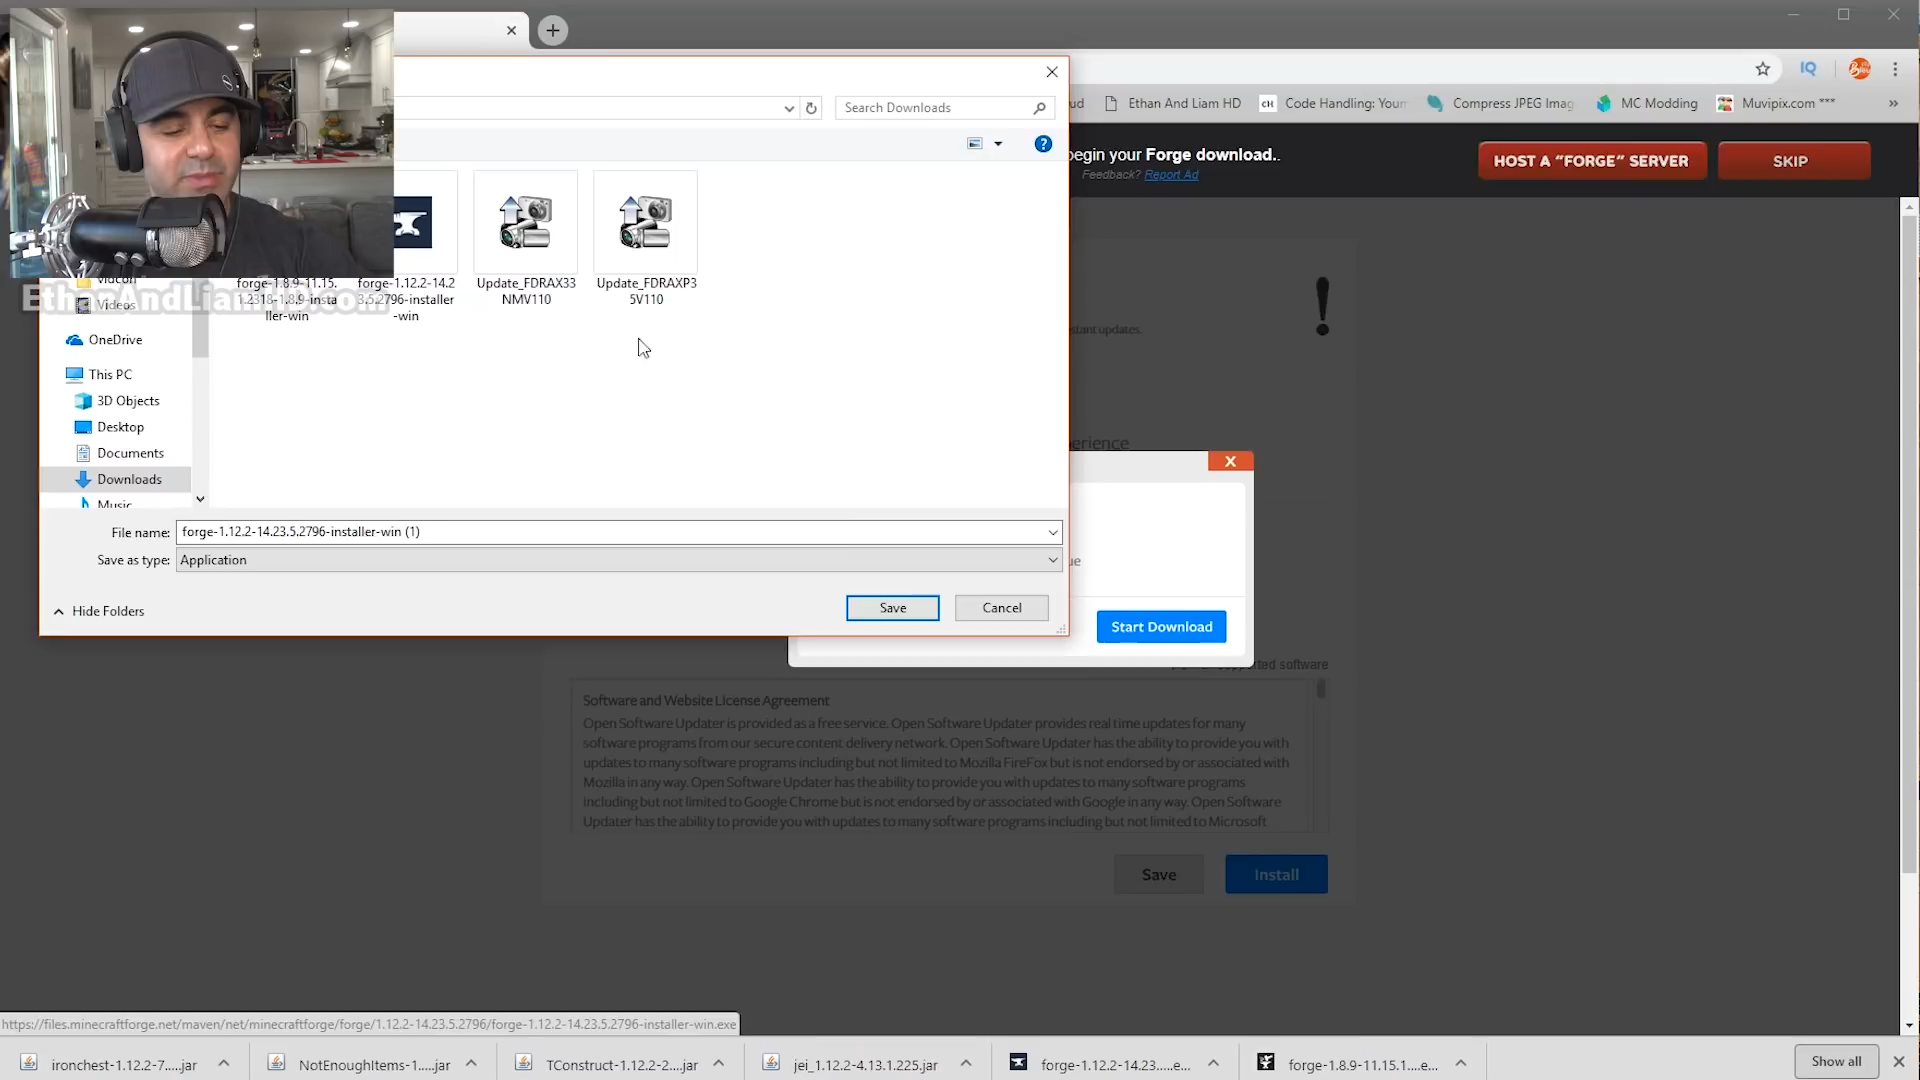 Search Downloads
ud
Ethan And Liam HD
Code Handling: Your
Compress JPEG Imag
MC Modding
Muvipix.com ***
»
IQ
egin your Forge download..
Feedback? Report Ad
HOST A "FORGE" SERVER
SKIP
EthanAndLiamHD.com
Videos
OneDrive
This PC
3D Objects
Desktop
Documents
Downloads
Music
forge-1.8.9-11.15.
1.2318-1.8.9-insta
ller-win
forge-1.12.2-14.2
3.5.2796-installer
-win
Update_FDRAX33
NMV110
Update_FDRAXP3
5V110
stant updates.
erience
X
ue
File name:
forge-1.12.2-14.23.5.2796-installer-win (1)
Save as type:
Application
Hide Folders
Save
Cancel
Start Download
ted software
Software and Website License Agreement
Open Software Updater is provided as a free service. Open Software Updater provides real time updates for many
software programs from our secure content delivery network. Open Software Updater has the ability to provide you with
updates to many software programs including but not limited to Mozilla FireFox but is not endorsed by or associated with
Mozilla in any way. Open Software Updater has the ability to provide you with updates to many software programs
including but not limited to Google Chrome but is not endorsed by or associated with Google in any way. Open Software
Updater has the ability to provide you with updates to many software programs including but not limited to Microsoft
Save
Install
https://files.minecraftforge.net/maven/net/minecraftforge/forge/1.12.2-14.23.5.2796/forge-1.12.2-14.23.5.2796-installer-win.exe
ironchest-1.12.2-7.....jar
NotEnoughItems-1.....jar
TConstruct-1.12.2-2....jar
jei_1.12.2-4.13.1.225.jar
forge-1.12.2-14.23.....e...
forge-1.8.9-11.15.1....e...
Show all